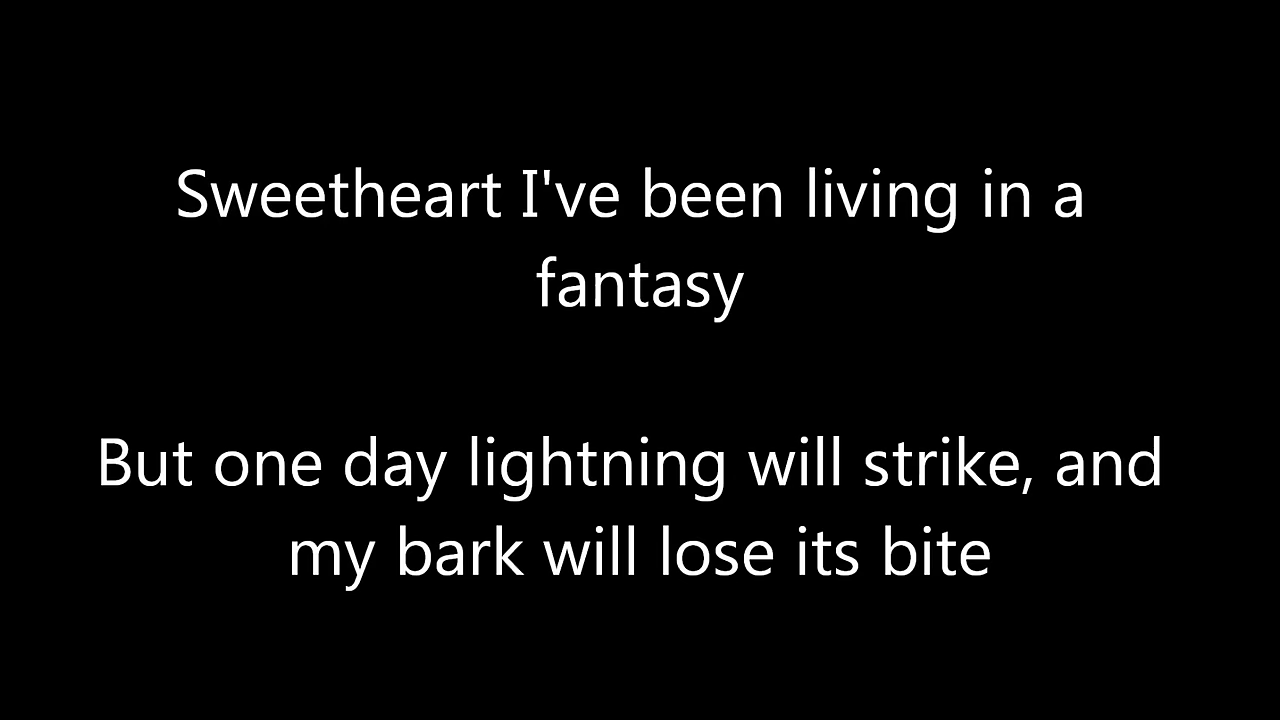 Sweetheart I've been living in a
fantasy
But one day lightning will strike, and
my bark will lose its bite